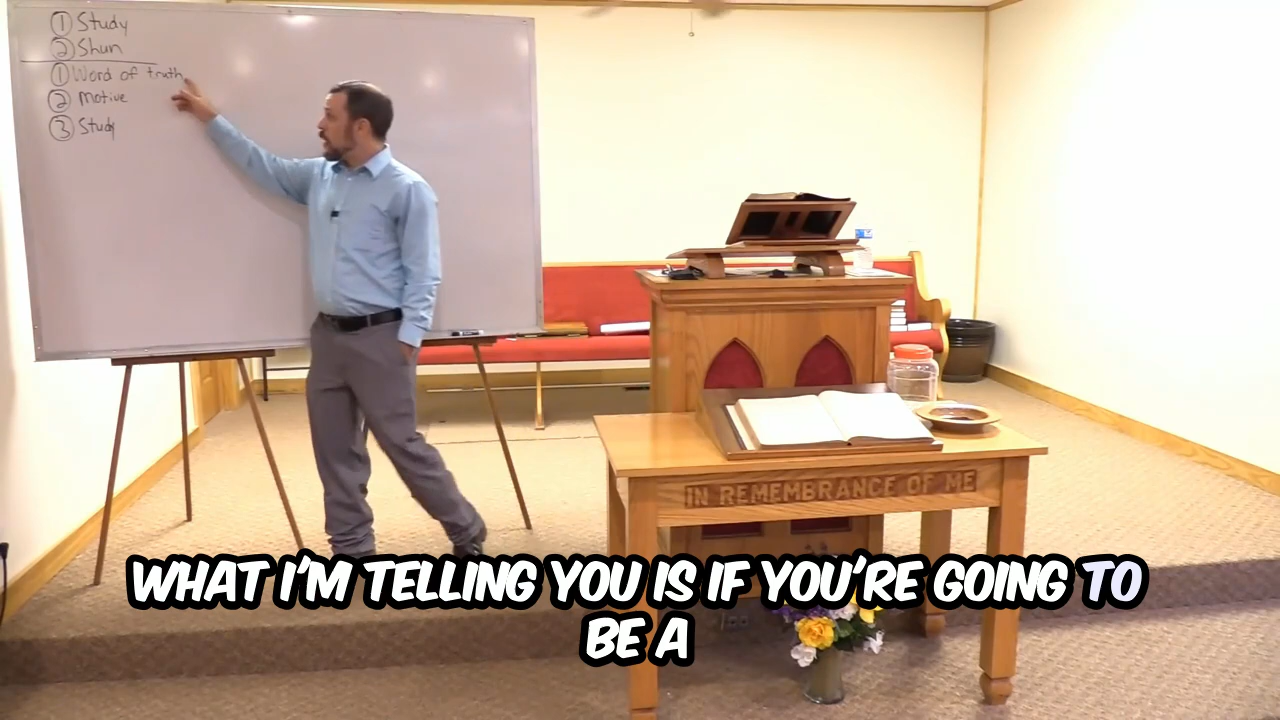 ① Study
② Shun
① Word of truth
② Motive
③ Study
IN REMEMBRANCE OF ME
WHAT I'M TELLING YOU IS IF YOU'RE GOING TO
BE A